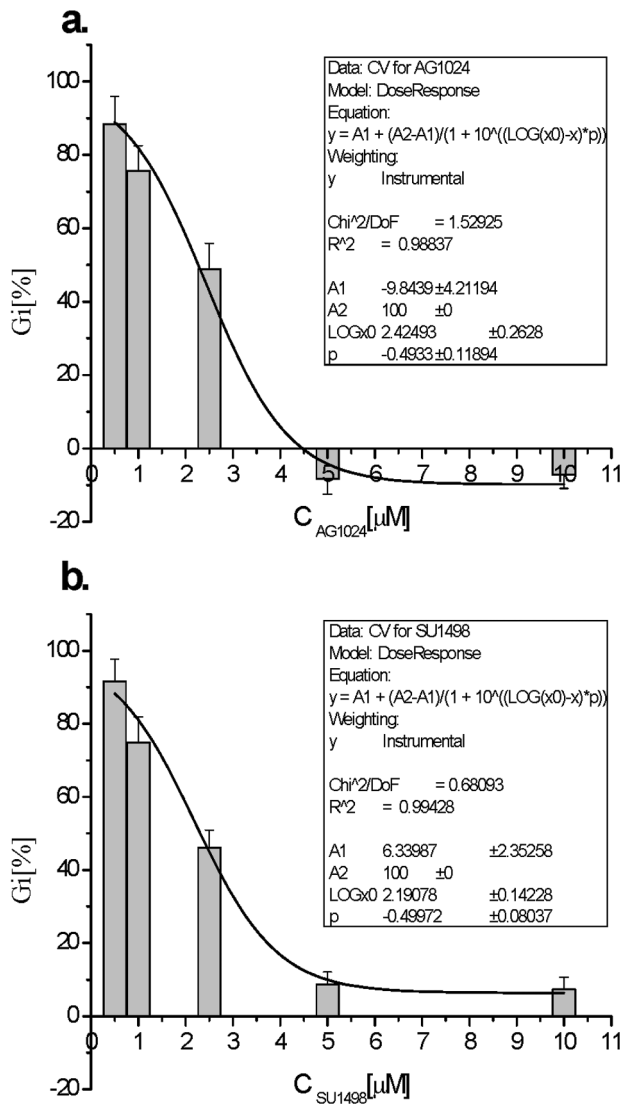 a.
100
80
60
40
20
0
-20
Gi[%]
0 1 2 3 4 5 6 7 8 9 10 11
C AG1024[μM]
Data: CV for AG1024
Model: DoseResponse
Equation:
y = A1 + (A2-A1)/(1 + 10^((LOG(x0)-x)*p))
Weighting:
y Instrumental
Chi^2/DoF = 1.52925
R^2 = 0.98837
A1 -9.8439 ±4.21194
A2 100 ±0
LOGx0 2.42493 ±0.2628
p -0.4933 ±0.11894
b.
100
80
60
40
20
0
-20
Gi[%]
0 1 2 3 4 5 6 7 8 9 10 11
C SU1498[μM]
Data: CV for SU1498
Model: DoseResponse
Equation:
y = A1 + (A2-A1)/(1 + 10^((LOG(x0)-x)*p))
Weighting:
y Instrumental
Chi^2/DoF = 0.68093
R^2 = 0.99428
A1 6.33987 ±2.35258
A2 100 ±0
LOGx0 2.19078 ±0.14228
p -0.49972 ±0.08037